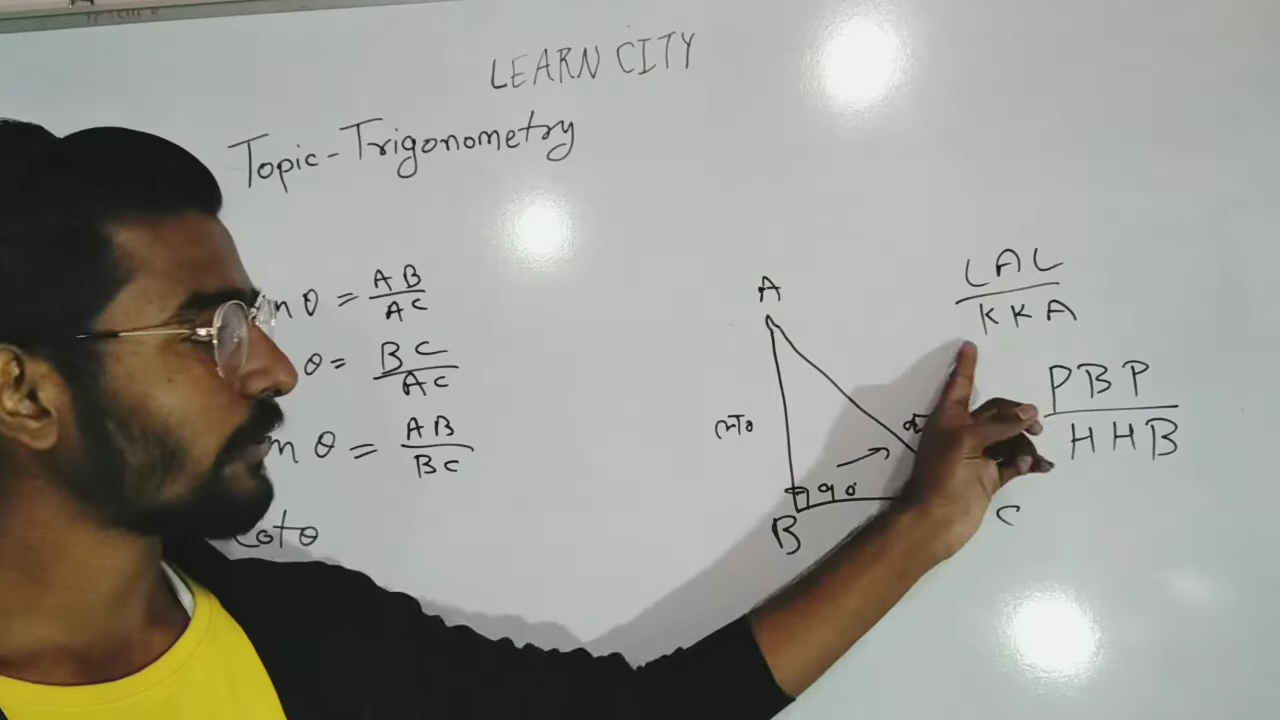 LEARN CITY
Topic-Trigonometry
n θ = AB/AC
θ = BC/AC
n θ = AB/BC
Cotθ
A
B
90°
C
LAL
KKA
PBP
HHB